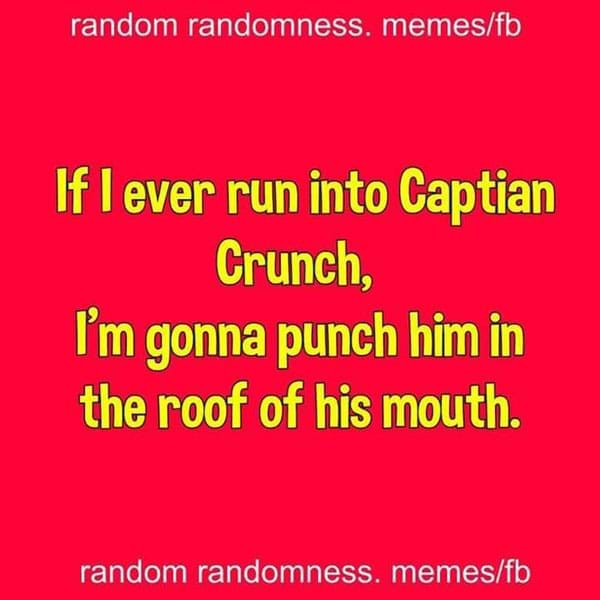 random randomness. memes/fb
If I ever run into Captian
Crunch,
I'm gonna punch him in
the roof of his mouth.
random randomness. memes/fb